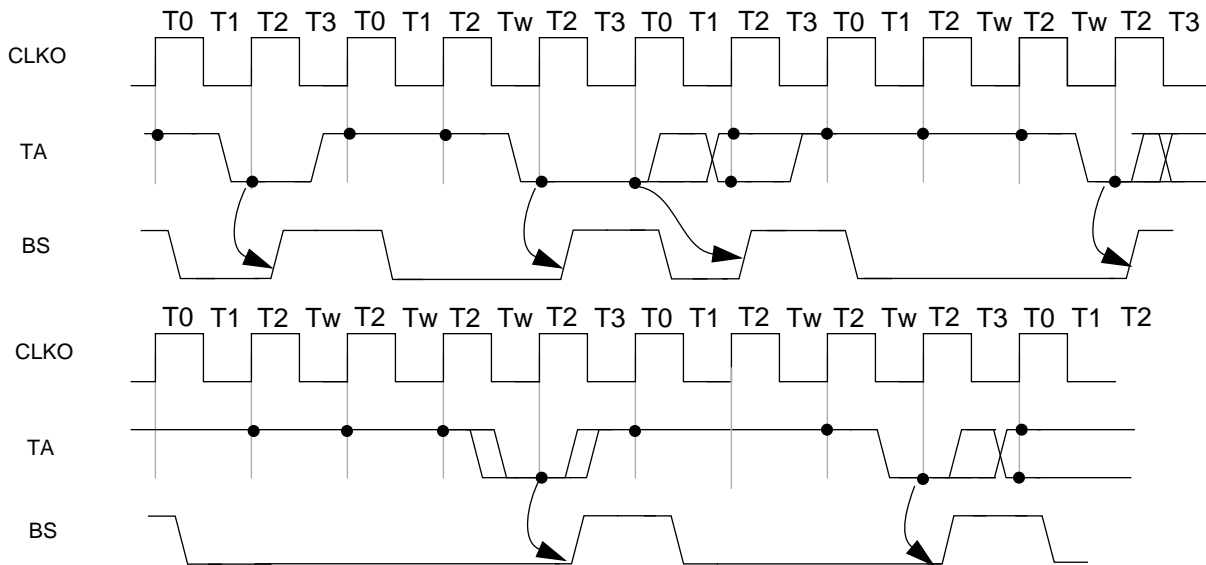 T0 T1 T2 T3 T0 T1 T2 Tw T2 T3 T0 T1 T2 T3 T0 T1 T2 Tw T2 Tw T2 T3
CLKO
TA
BS
T0 T1 T2 Tw T2 Tw T2 Tw T2 T3 T0 T1 T2 Tw T2 Tw T2 T3 T0 T1 T2
CLKO
TA
BS